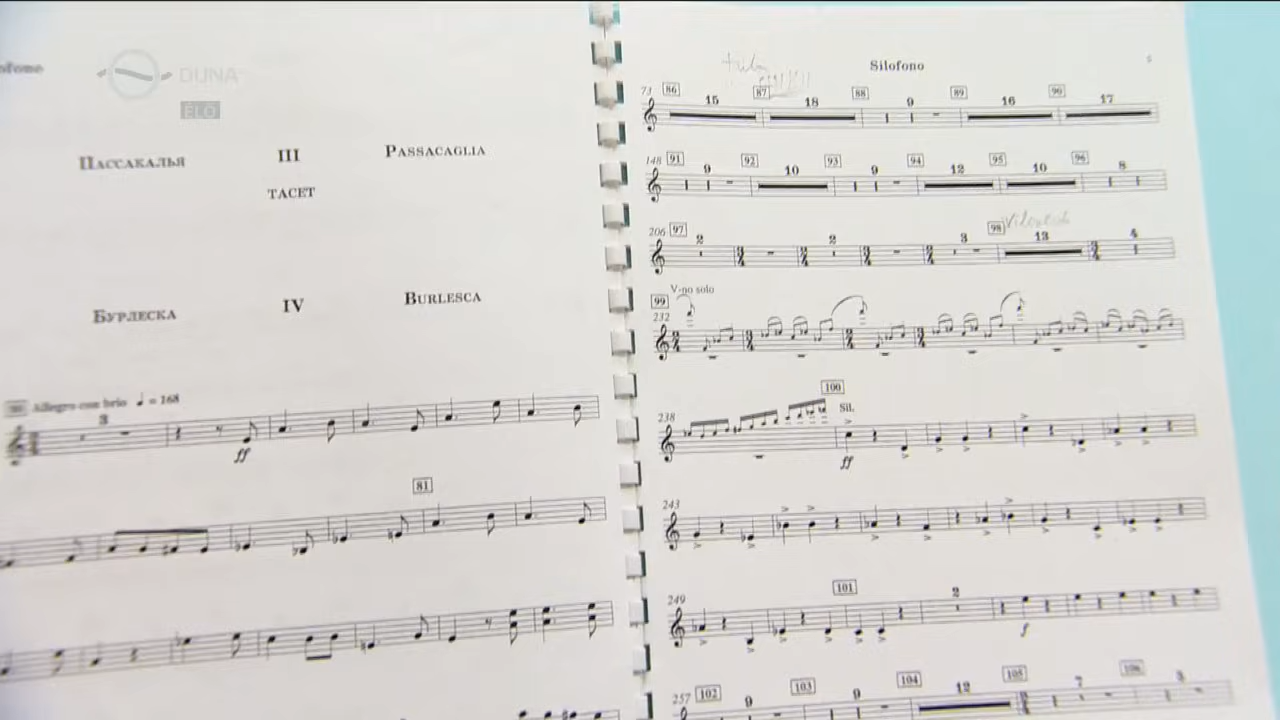 DUNA
ÉLŐ
Пассакалья III Passacaglia
TACET
Бурлеска IV Burlesca
Allegro con brio ♩ = 168
3
ff
81
Silofono
5
73 86 15 87 18 88 9 89 16 90 17
148 91 9 92 10 93 9 94 12 95 10 96 8
206 97 2 2 3 98 13 4
99 V-no solo
232
100
238 Sil.
ff
243
101
249 2
f
257 102 9 103 9 104 12 105 7 106 3